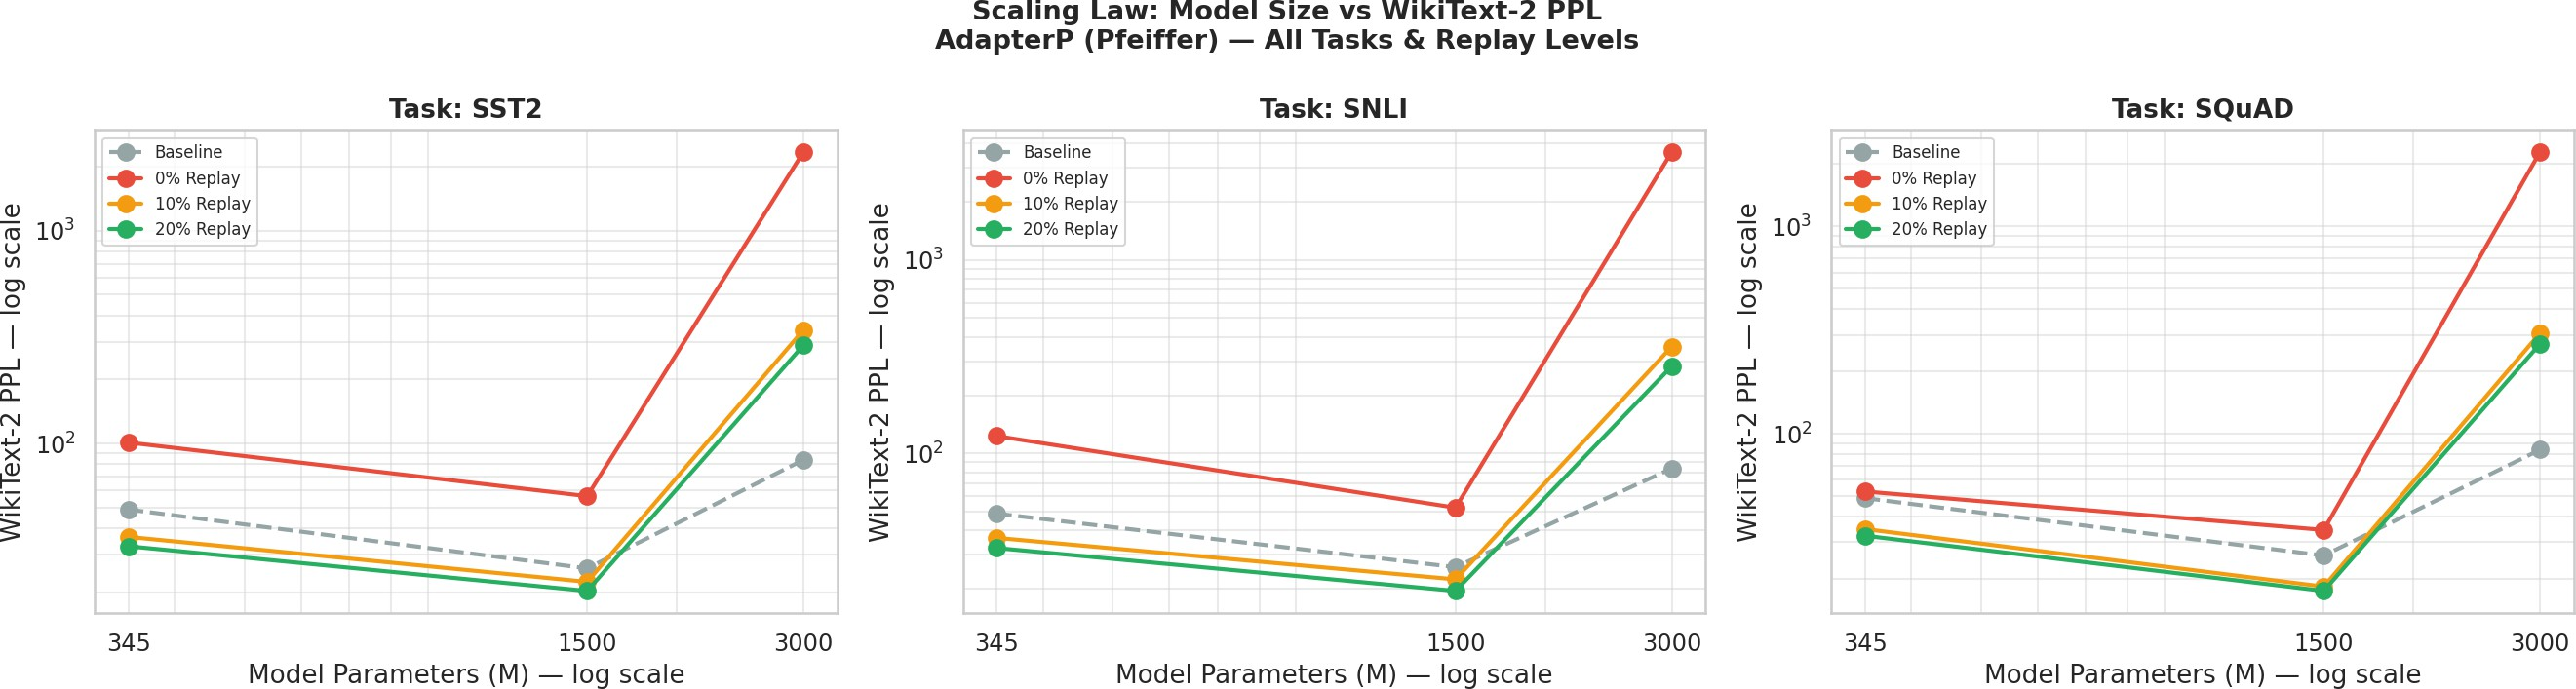 Scaling Law: Model Size vs WikiText-2 PPL
AdapterP (Pfeiffer) — All Tasks & Replay Levels
Task: SST2
WikiText-2 PPL — log scale
10³
10²
Baseline
0% Replay
10% Replay
20% Replay
345
1500
3000
Model Parameters (M) — log scale
Task: SNLI
WikiText-2 PPL — log scale
10³
10²
Baseline
0% Replay
10% Replay
20% Replay
345
1500
3000
Model Parameters (M) — log scale
Task: SQuAD
WikiText-2 PPL — log scale
10³
10²
Baseline
0% Replay
10% Replay
20% Replay
345
1500
3000
Model Parameters (M) — log scale